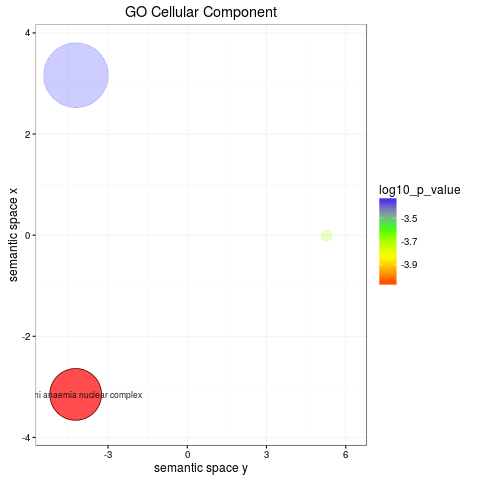 GO Cellular Component
4
2
0
-2
-4
semantic space x
anaemia nuclear complex
-3
0
3
6
semantic space y
log10_p_value
-3.5
-3.7
-3.9